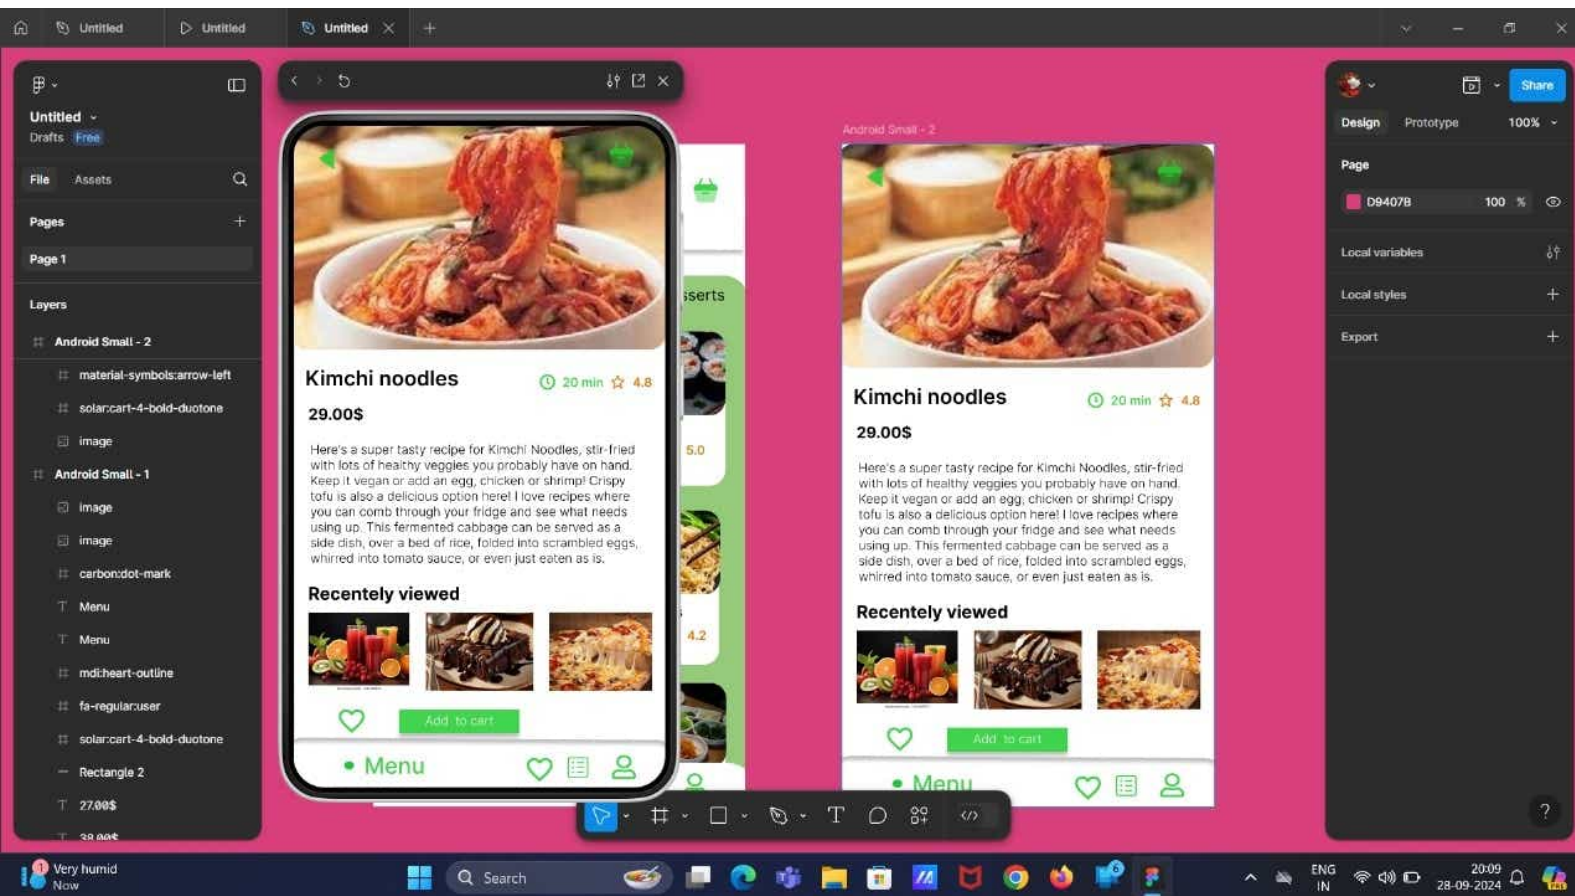 Untitled
Untitled
Untitled
Untitled
Drafts Free
File Assets
Pages
Page 1
Layers
Android Small - 2
material-symbols:arrow-left
solar:cart-4-bold-duotone
image
Android Small - 1
image
image
carbon:dot-mark
Menu
Menu
mdi:heart-outline
fa-regular:user
solar:cart-4-bold-duotone
Rectangle 2
27.00$
38.00$
Kimchi noodles
20 min 4.8
29.00$
Here's a super tasty recipe for Kimchi Noodles, stir-fried
with lots of healthy veggies you probably have on hand.
Keep it vegan or add an egg, chicken or shrimp! Crispy
tofu is also a delicious option here! I love recipes where
you can comb through your fridge and see what needs
using up. This fermented cabbage can be served as a
side dish, over a bed of rice, folded into scrambled eggs,
whirred into tomato sauce, or even just eaten as is.
Recentely viewed
Add to cart
Menu
sserts
5.0
4.2
Android Small - 2
Kimchi noodles
20 min 4.8
29.00$
Here's a super tasty recipe for Kimchi Noodles, stir-fried
with lots of healthy veggies you probably have on hand.
Keep it vegan or add an egg, chicken or shrimp! Crispy
tofu is also a delicious option here! I love recipes where
you can comb through your fridge and see what needs
using up. This fermented cabbage can be served as a
side dish, over a bed of rice, folded into scrambled eggs,
whirred into tomato sauce, or even just eaten as is.
Recentely viewed
Add to cart
Menu
Share
Design Prototype 100%
Page
D9407B 100 %
Local variables
Local styles
Export
?
1
Very humid
Now
Search
6
ENG
IN
20:09
28-09-2024